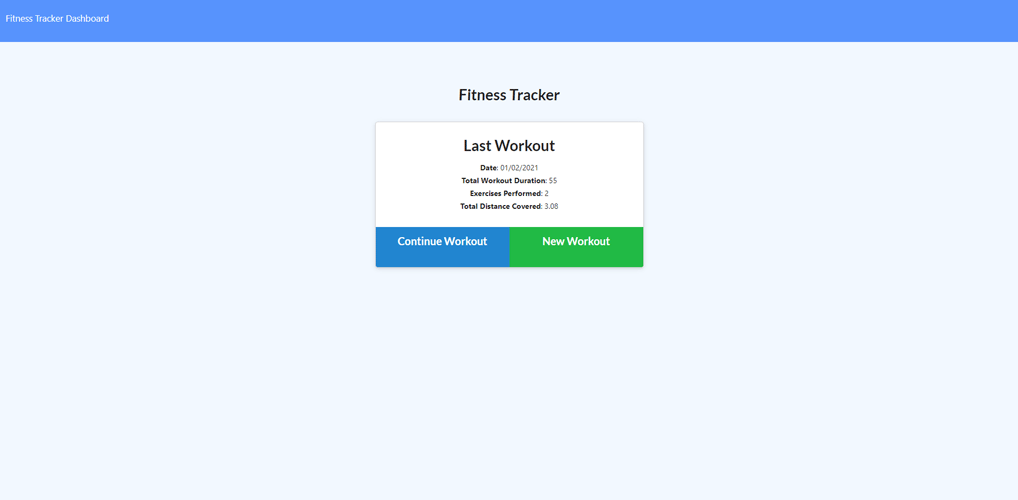 Fitness Tracker Dashboard
Fitness Tracker
Last Workout
Date: 01/02/2021
Total Workout Duration: 55
Exercises Performed: 2
Total Distance Covered: 3.08
Continue Workout
New Workout